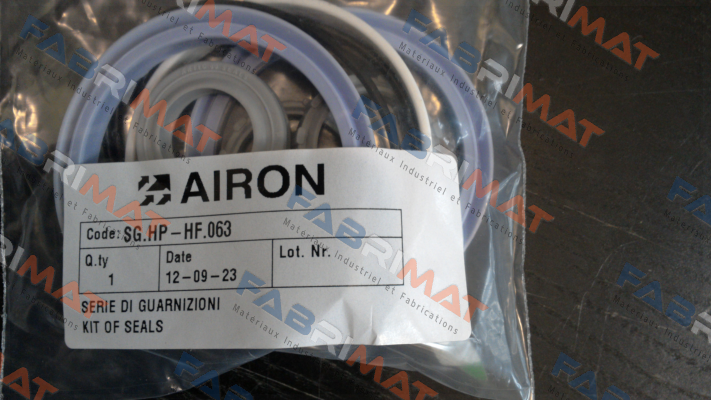 AIRON
Code: SG.HP-HF.063
Q.ty
1
Date
12-09-23
Lot. Nr.
SERIE DI GUARNIZIONI
KIT OF SEALS
FABRIMAT
Materiaux Industriel et Fabrications